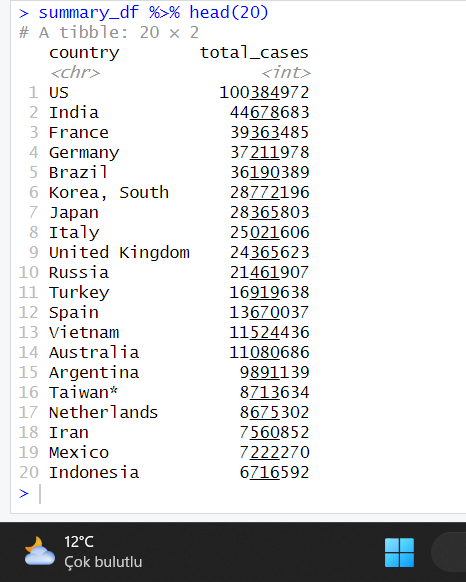 > summary_df %>% head(20)
# A tibble: 20 × 2
country total_cases
<chr> <int>
1 US 100384972
2 India 44678683
3 France 39363485
4 Germany 37211978
5 Brazil 36190389
6 Korea, South 28772196
7 Japan 28365803
8 Italy 25021606
9 United Kingdom 24365623
10 Russia 21461907
11 Turkey 16919638
12 Spain 13670037
13 Vietnam 11524436
14 Australia 11080686
15 Argentina 9891139
16 Taiwan* 8713634
17 Netherlands 8675302
18 Iran 7560852
19 Mexico 7222270
20 Indonesia 6716592
>
12°C
Çok bulutlu